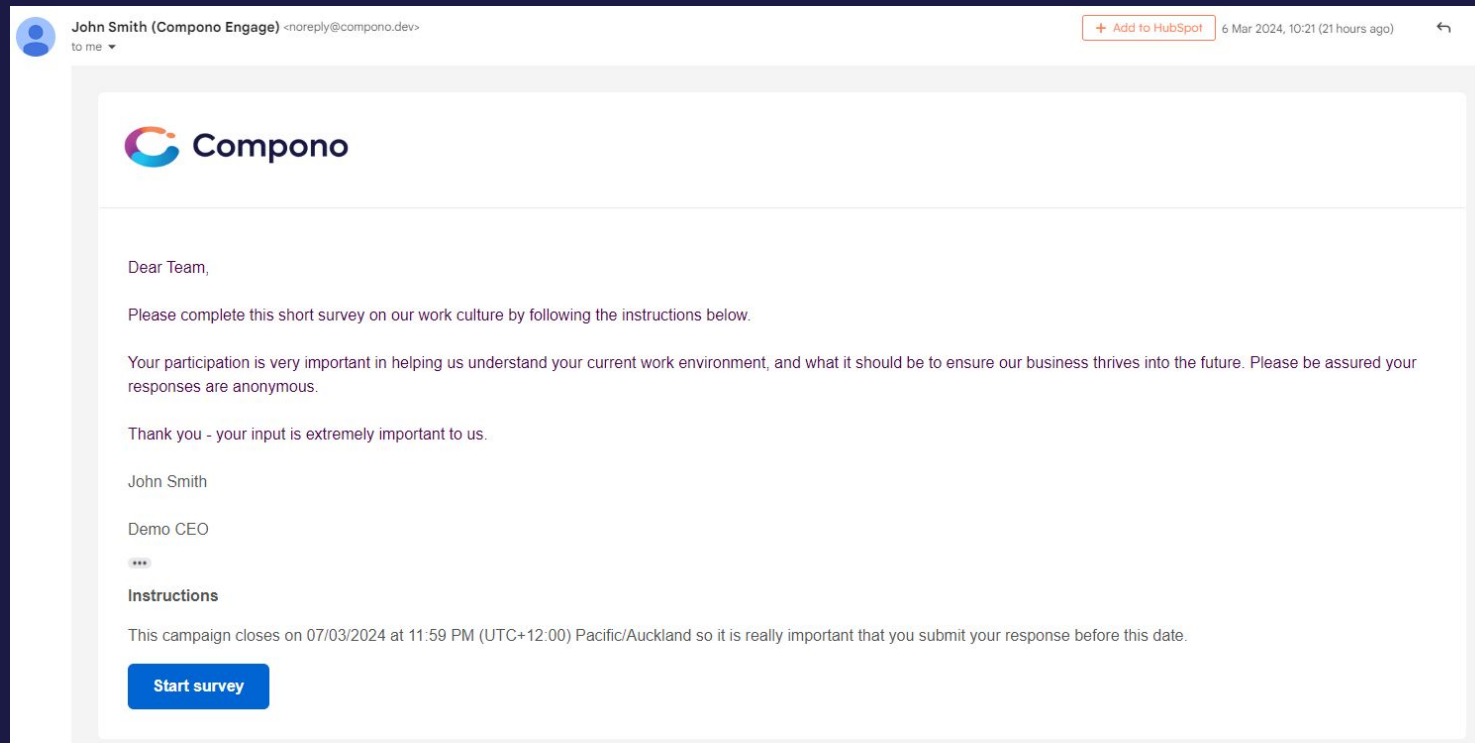 John Smith (Compono Engage) <noreply@compono.dev>
+ Add to HubSpot
6 Mar 2024, 10:21 (21 hours ago)
to me
Compono
Dear Team,
Please complete this short survey on our work culture by following the instructions below.
Your participation is very important in helping us understand your current work environment, and what it should be to ensure our business thrives into the future. Please be assured your
responses are anonymous.
Thank you - your input is extremely important to us.
John Smith
Demo CEO
Instructions
This campaign closes on 07/03/2024 at 11:59 PM (UTC+12:00) Pacific/Auckland so it is really important that you submit your response before this date.
Start survey